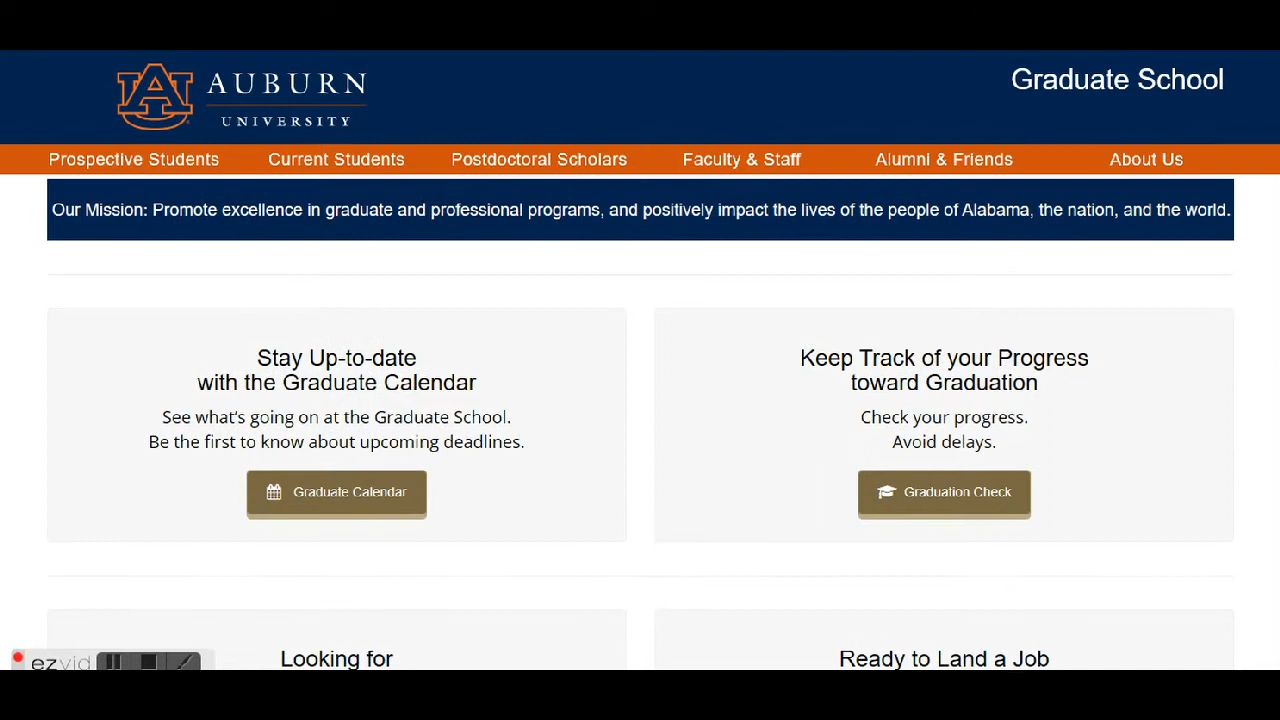 AUBURN
UNIVERSITY
Graduate School
Prospective Students Current Students Postdoctoral Scholars Faculty & Staff Alumni & Friends About Us
Our Mission: Promote excellence in graduate and professional programs, and positively impact the lives of the people of Alabama, the nation, and the world.
Stay Up-to-date
with the Graduate Calendar
See what's going on at the Graduate School.
Be the first to know about upcoming deadlines.
Graduate Calendar
Keep Track of your Progress
toward Graduation
Check your progress.
Avoid delays.
Graduation Check
Looking for
Ready to Land a Job
ezvid